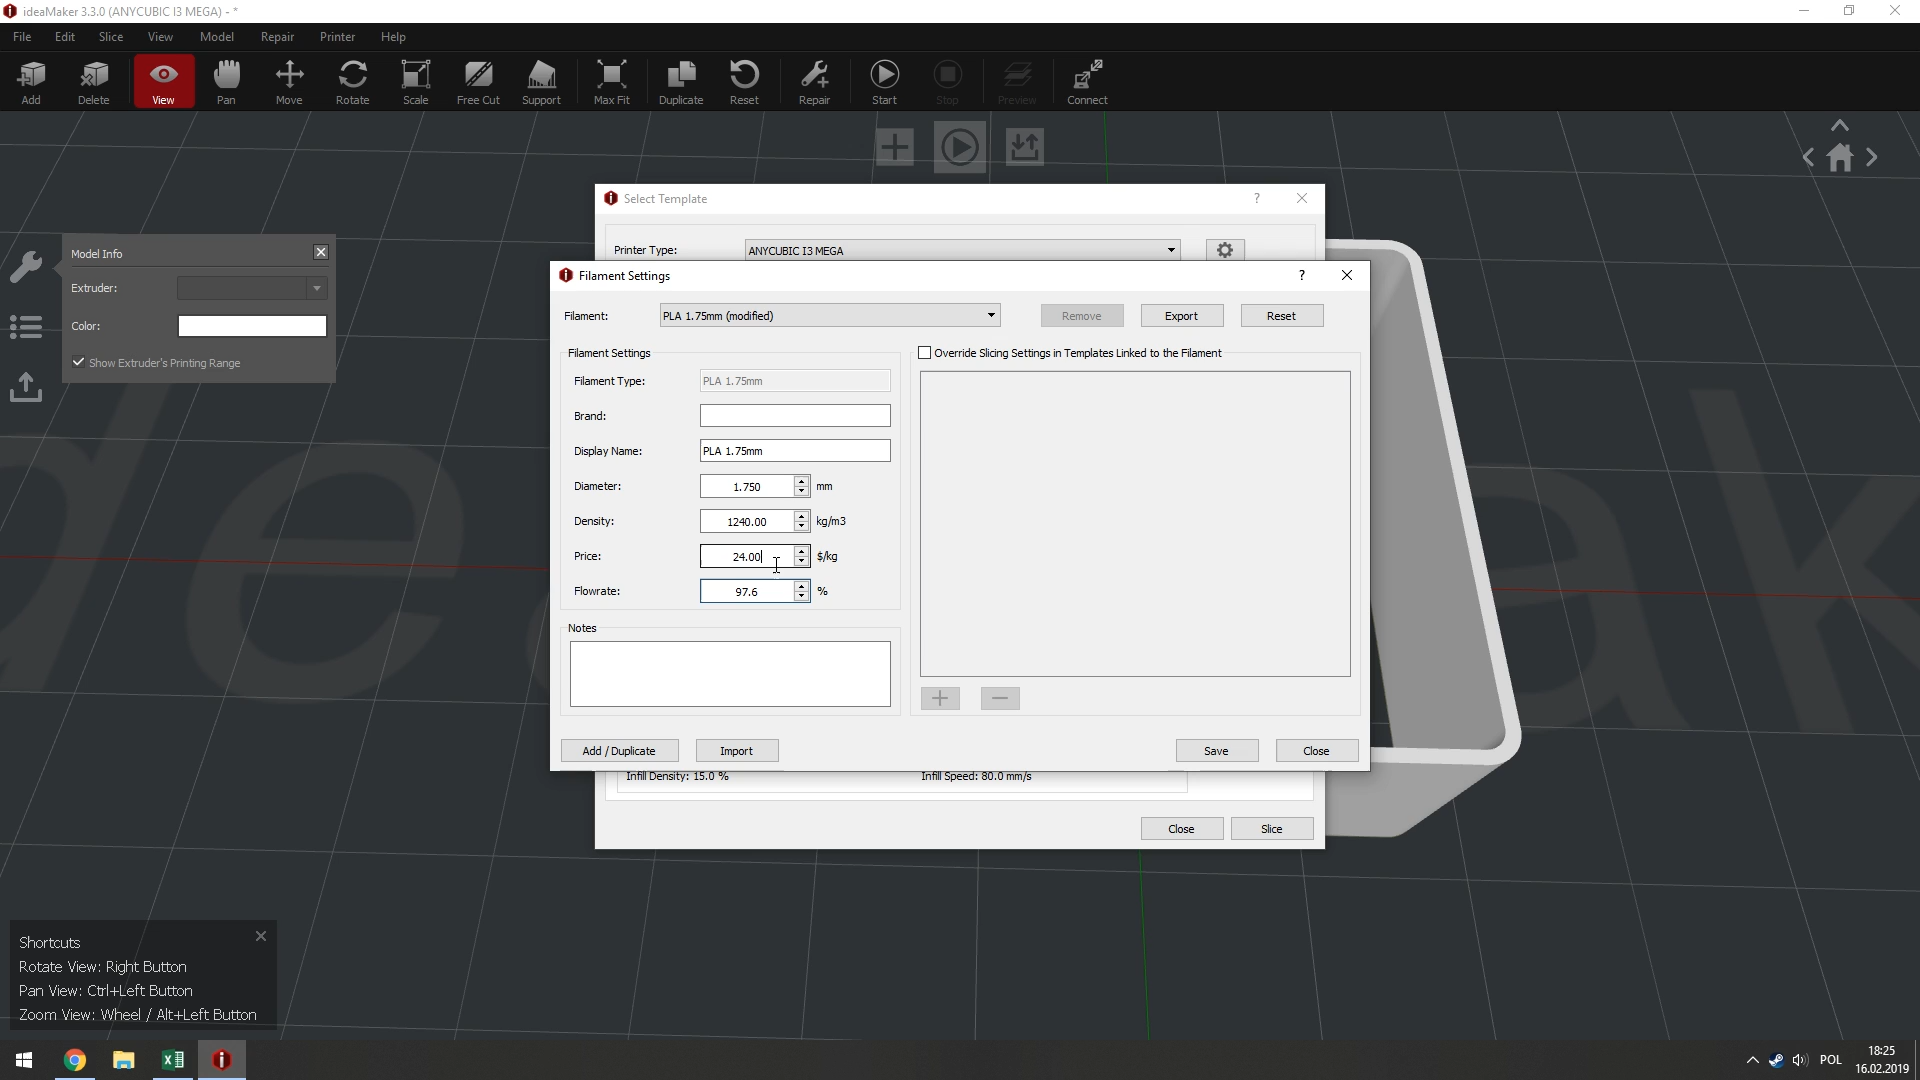 ideaMaker 3.3.0 (ANYCUBIC I3 MEGA) - *
File Edit Slice View Model Repair Printer Help
Add Delete View Pan Move Rotate Scale Free Cut Support Max Fit Duplicate Reset Repair Start Stop Preview Connect
Select Template ?
Printer Type: ANYCUBIC I3 MEGA
Model Info
Extruder:
Color:
Show Extruder's Printing Range
Filament Settings ?
Filament: PLA 1.75mm (modified) Remove Export Reset
Filament Settings
Override Slicing Settings in Templates Linked to the Filament
Filament Type: PLA 1.75mm
Brand:
Display Name: PLA 1.75mm
Diameter: 1.750 mm
Density: 1240.00 kg/m3
Price: 24.00 $/kg
Flowrate: 97.6 %
Notes
Add / Duplicate Import Save Close
Infill Density: 15.0 % Infill Speed: 80.0 mm/s
Close Slice
Shortcuts
Rotate View: Right Button
Pan View: Ctrl+Left Button
Zoom View: Wheel / Alt+Left Button
POL
18:25
16.02.2019